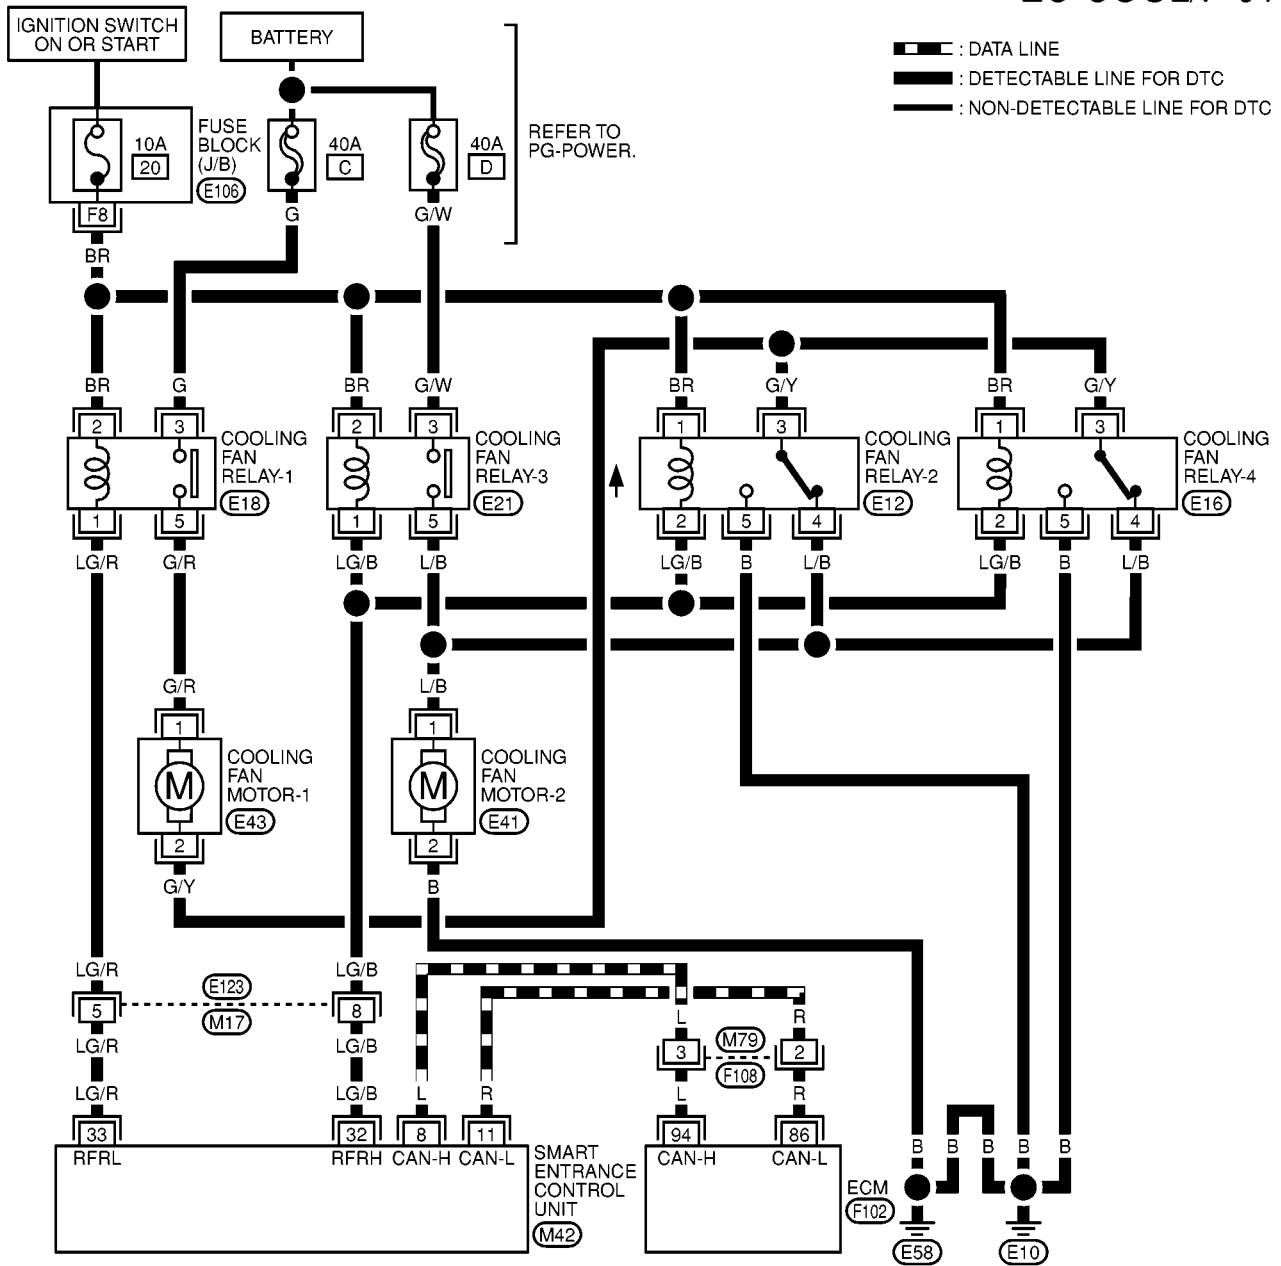 IGNITION SWITCH
ON OR START
BATTERY
: DATA LINE
: DETECTABLE LINE FOR DTC
: NON-DETECTABLE LINE FOR DTC
10A
20
FUSE
BLOCK
(J/B)
E106
40A
C
40A
D
REFER TO
PG-POWER.
F8
G
G/W
BR
BR
G
BR
G/W
BR
G/Y
BR
G/Y
2
3
2
3
1
3
1
3
COOLING
FAN
RELAY-1
E18
COOLING
FAN
RELAY-3
E21
COOLING
FAN
RELAY-2
E12
COOLING
FAN
RELAY-4
E16
1
5
1
5
2
5
4
2
5
4
LG/R
G/R
LG/B
L/B
LG/B
B
L/B
LG/B
B
L/B
G/R
L/B
1
1
M
M
COOLING
FAN
MOTOR-1
E43
COOLING
FAN
MOTOR-2
E41
2
2
G/Y
B
LG/R
LG/B
E123
5
8
M17
LG/R
LG/B
L
R
3
M79
2
F108
LG/R
LG/B
L
R
L
R
33
32
8
11
94
86
RFRL
RFRH
CAN-H
CAN-L
CAN-H
CAN-L
SMART
ENTRANCE
CONTROL
UNIT
M42
ECM
F102
B
B
B
B
B
E58
E10